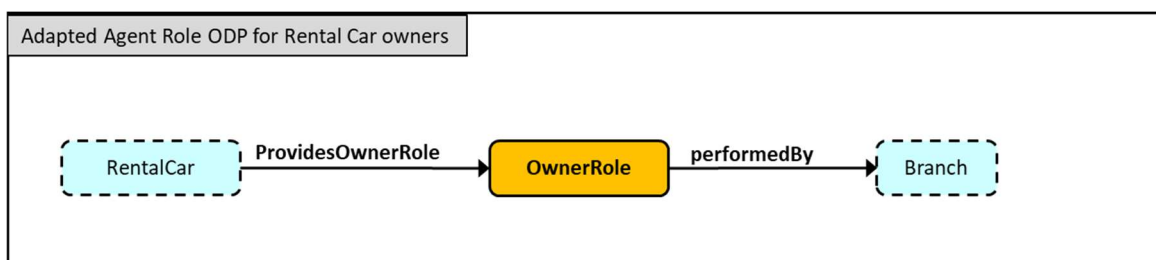 Adapted Agent Role ODP for Rental Car owners
RentalCar
ProvidesOwnerRole
OwnerRole
performedBy
Branch